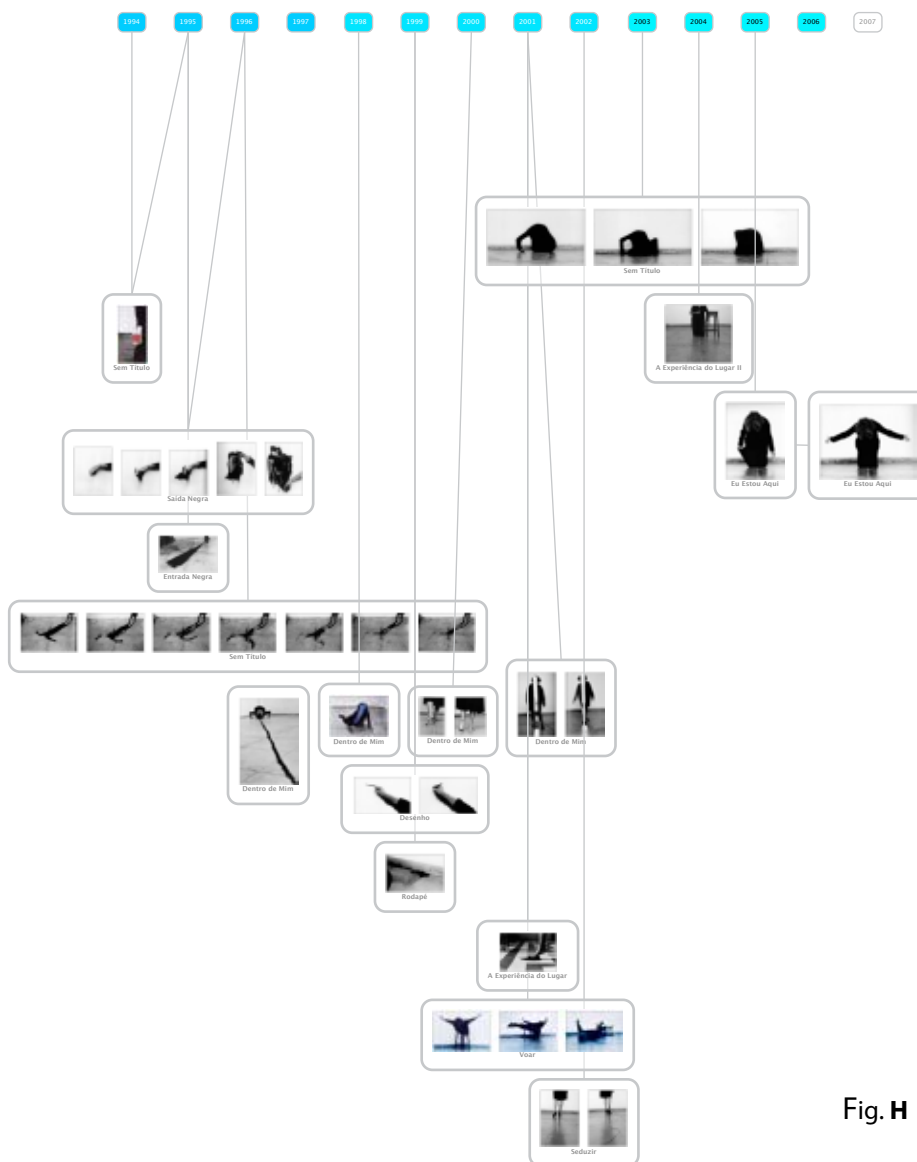 1994 1995 1996 1997 1998 1999 2000 2001 2002 2003 2004 2005 2006 2007
Sem Título
Sem Título
A Experiência do Lugar II
Eu Estou Aqui Eu Estou Aqui
Saída Negra
Entrada Negra
Sem Título
Dentro de Mim Dentro de Mim Dentro de Mim
Dentro de Mim
Desenho
Rodapé
A Experiência do Lugar
Voar
Seduzir
Fig. H